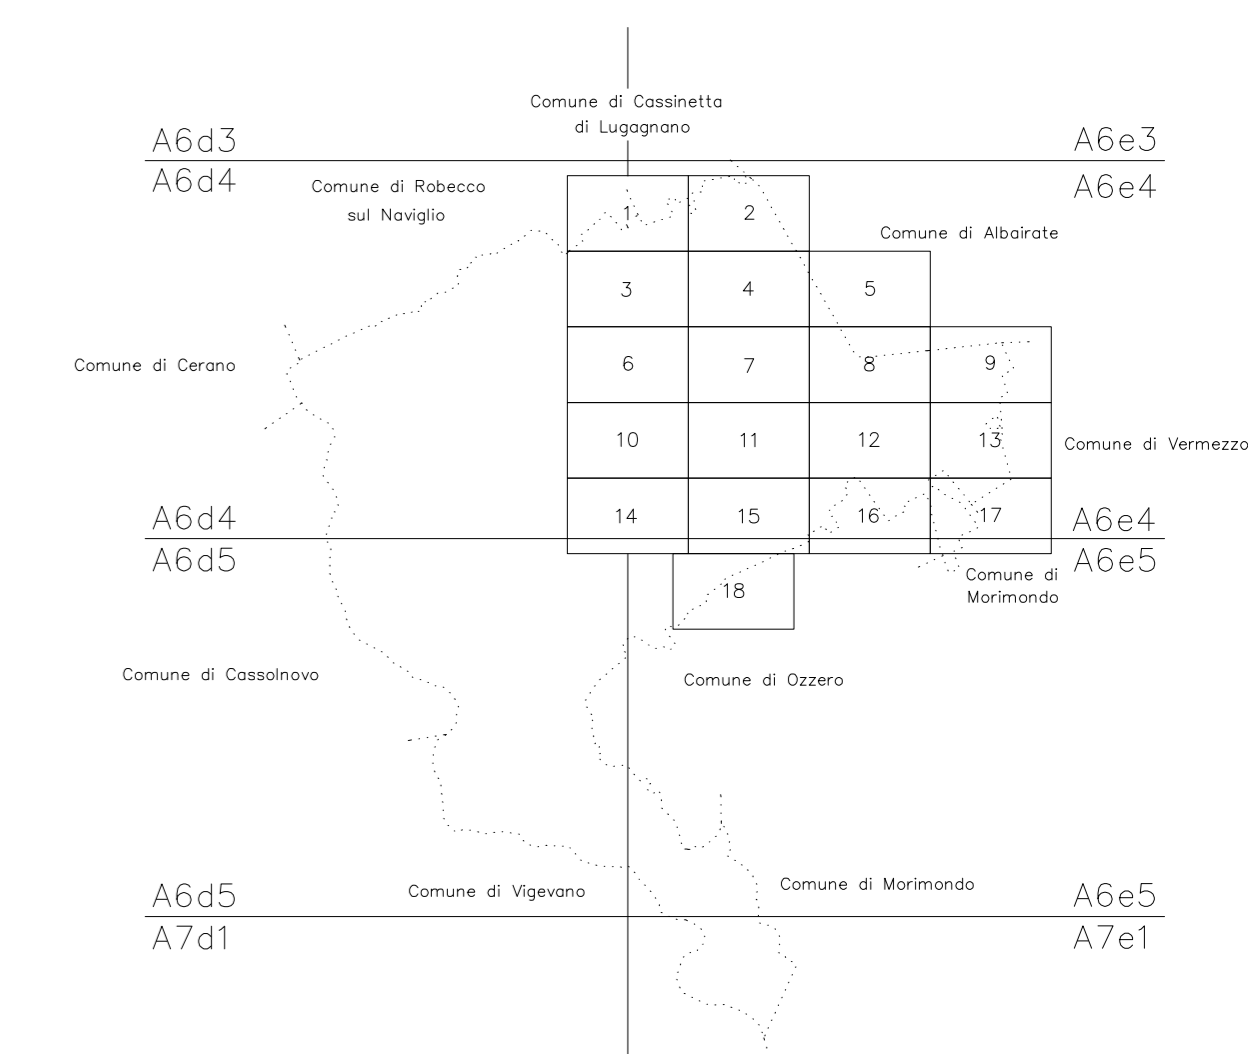 Comune di Cassinetta
di Lugagnano
A6d3
A6e3
A6d4
A6e4
Comune di Robecco
sul Naviglio
1
2
Comune di Albairate
3
4
5
Comune di Cerano
6
7
8
9
10
11
12
13
Comune di Vermezzo
14
15
16
17
A6d4
A6e4
A6d5
A6e5
Comune di
Morimondo
18
Comune di Cassolnovo
Comune di Ozzero
Comune di Vigevano
Comune di Morimondo
A6d5
A6e5
A7d1
A7e1